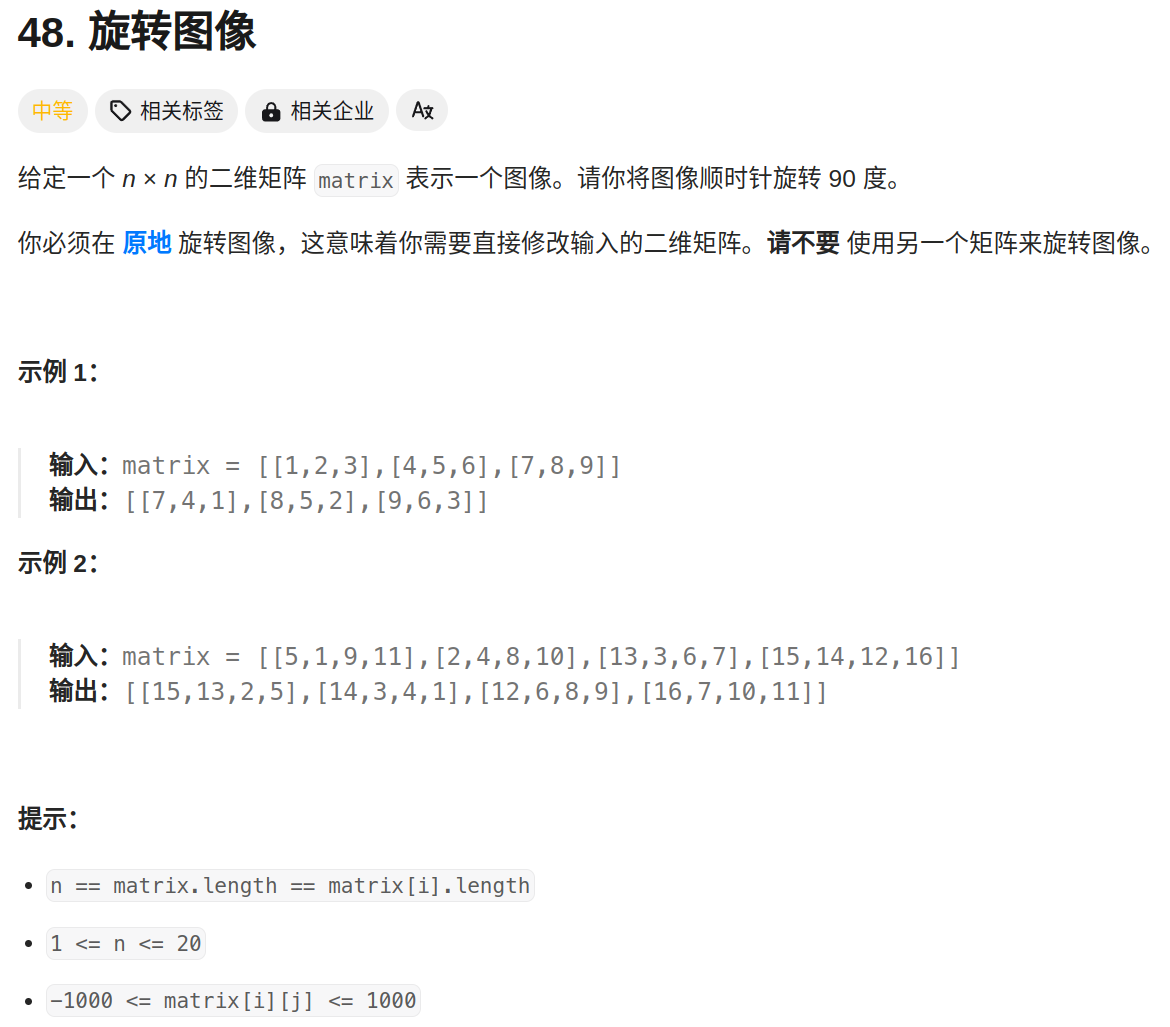 48. 旋转图像
中等 相关标签 相关企业
给定一个 n × n 的二维矩阵 matrix 表示一个图像。请你将图像顺时针旋转 90 度。
你必须在 原地 旋转图像，这意味着你需要直接修改输入的二维矩阵。请不要 使用另一个矩阵来旋转图像。
示例 1：
输入：matrix = [[1,2,3],[4,5,6],[7,8,9]]
输出：[[7,4,1],[8,5,2],[9,6,3]]
示例 2：
输入：matrix = [[5,1,9,11],[2,4,8,10],[13,3,6,7],[15,14,12,16]]
输出：[[15,13,2,5],[14,3,4,1],[12,6,8,9],[16,7,10,11]]
提示：
n == matrix.length == matrix[i].length
1 <= n <= 20
-1000 <= matrix[i][j] <= 1000